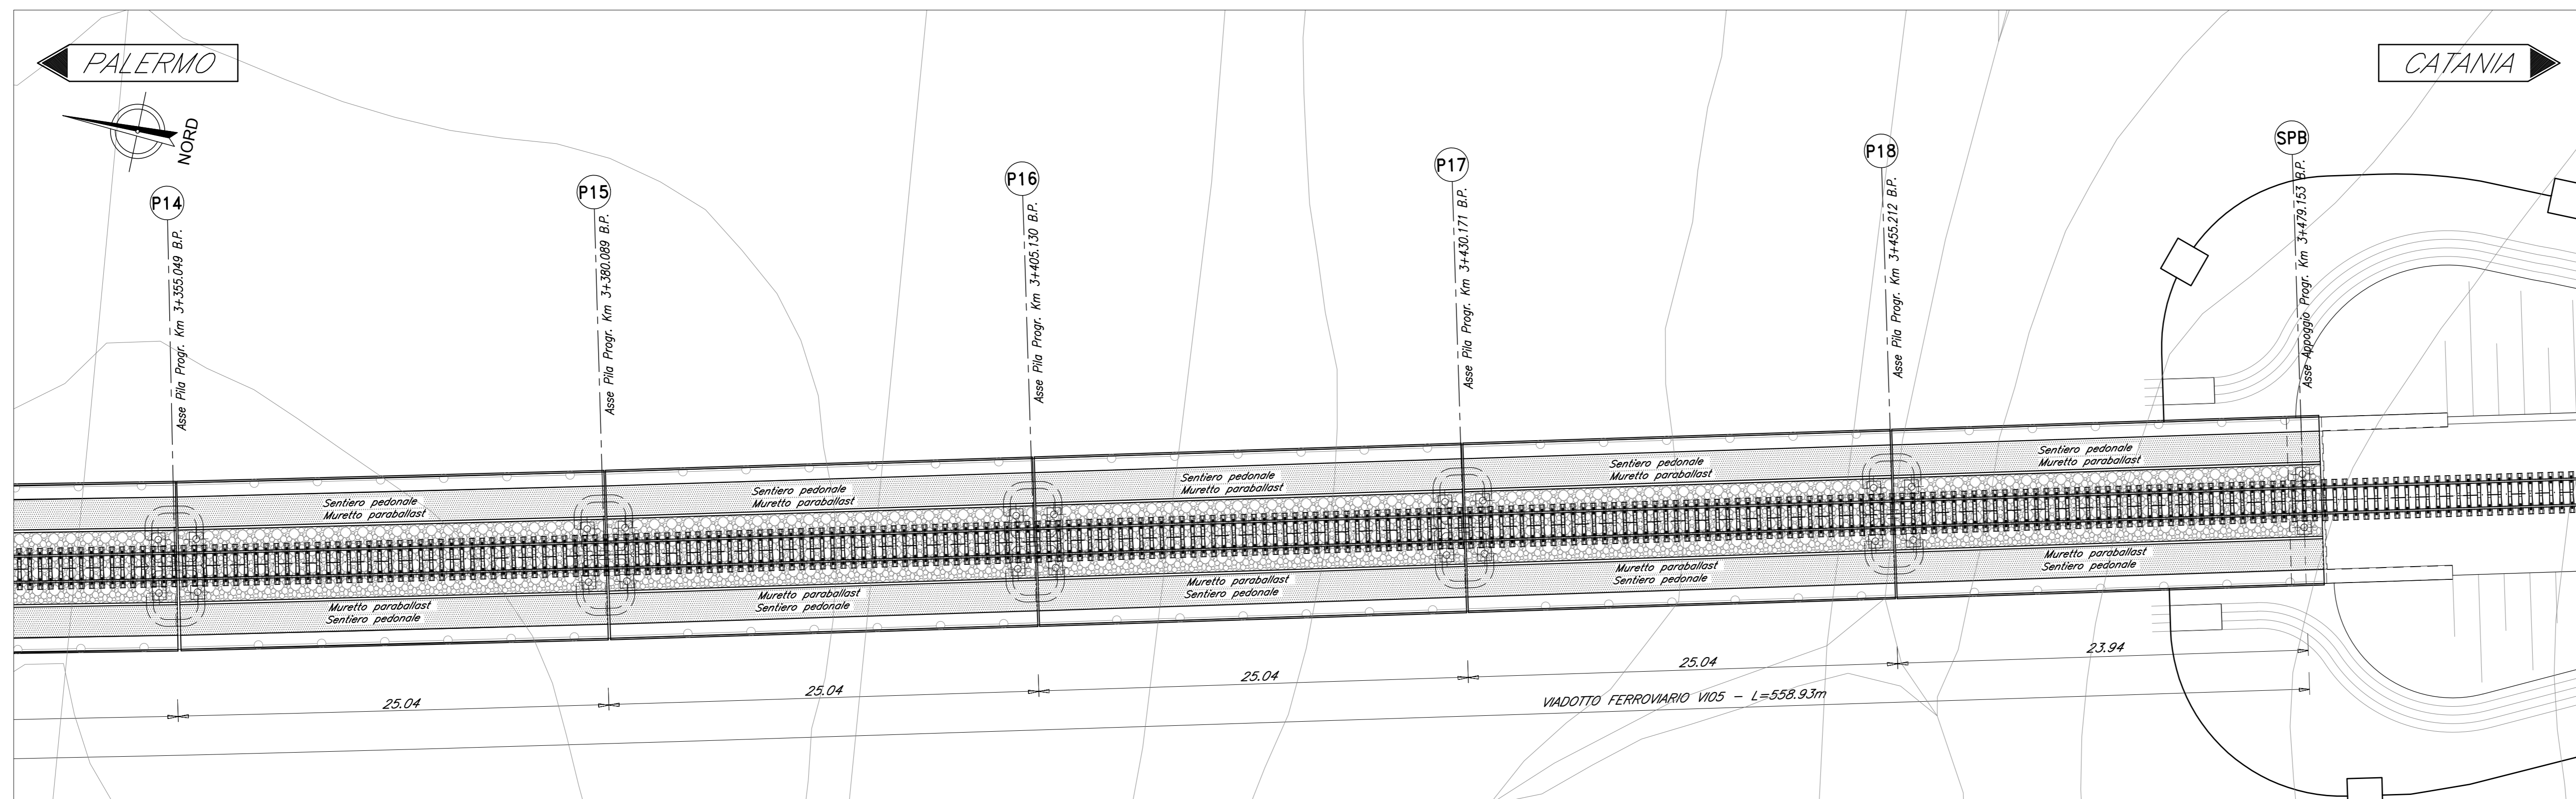 PALERMO
CATANIA
NORD
P14
P15
P16
P17
P18
SPB
Asse Pila Progr. Km 3+355.049 B.P.
Asse Pila Progr. Km 3+380.089 B.P.
Asse Pila Progr. Km 3+405.130 B.P.
Asse Pila Progr. Km 3+430.171 B.P.
Asse Pila Progr. Km 3+455.212 B.P.
Asse Appoggio Progr. Km 3+479.153 B.P.
Sentiero pedonale
Muretto paraballast
Sentiero pedonale
Muretto paraballast
Sentiero pedonale
Muretto paraballast
Sentiero pedonale
Muretto paraballast
Sentiero pedonale
Muretto paraballast
Muretto paraballast
Sentiero pedonale
Muretto paraballast
Sentiero pedonale
Muretto paraballast
Sentiero pedonale
Muretto paraballast
Sentiero pedonale
Muretto paraballast
Sentiero pedonale
25.04
25.04
25.04
25.04
23.94
VIADOTTO FERROVIARIO VI05 - L=558.93m